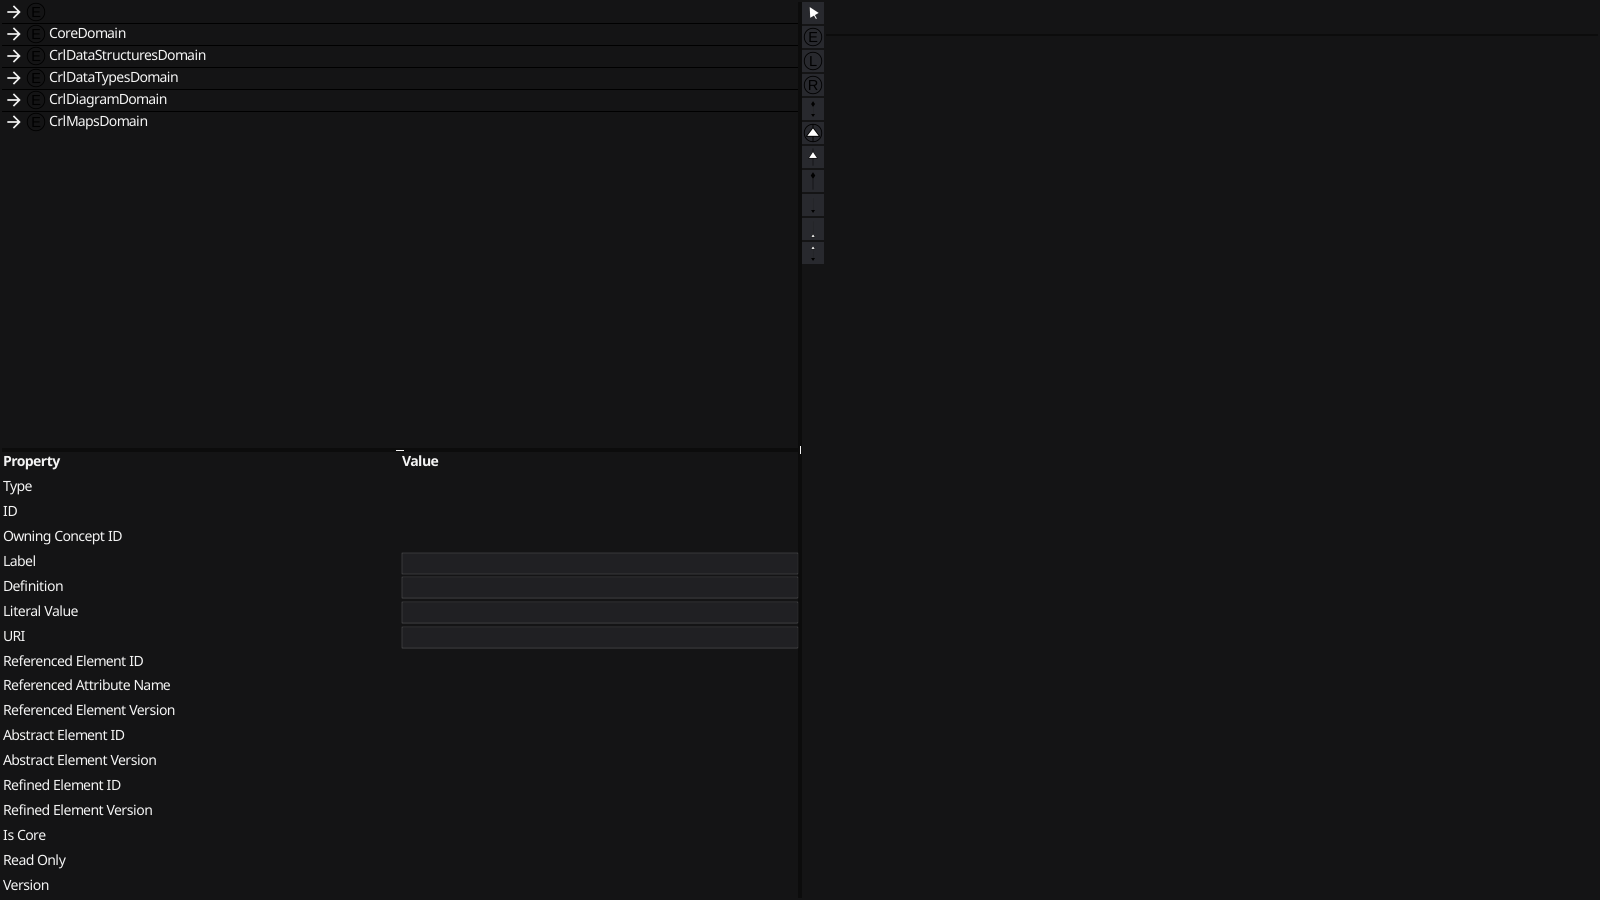 E
E CoreDomain
E CrlDataStructuresDomain
E CrlDataTypesDomain
E CrlDiagramDomain
E CrlMapsDomain
E
L
R
Property Value
Type
ID
Owning Concept ID
Label
Definition
Literal Value
URI
Referenced Element ID
Referenced Attribute Name
Referenced Element Version
Abstract Element ID
Abstract Element Version
Refined Element ID
Refined Element Version
Is Core
Read Only
Version